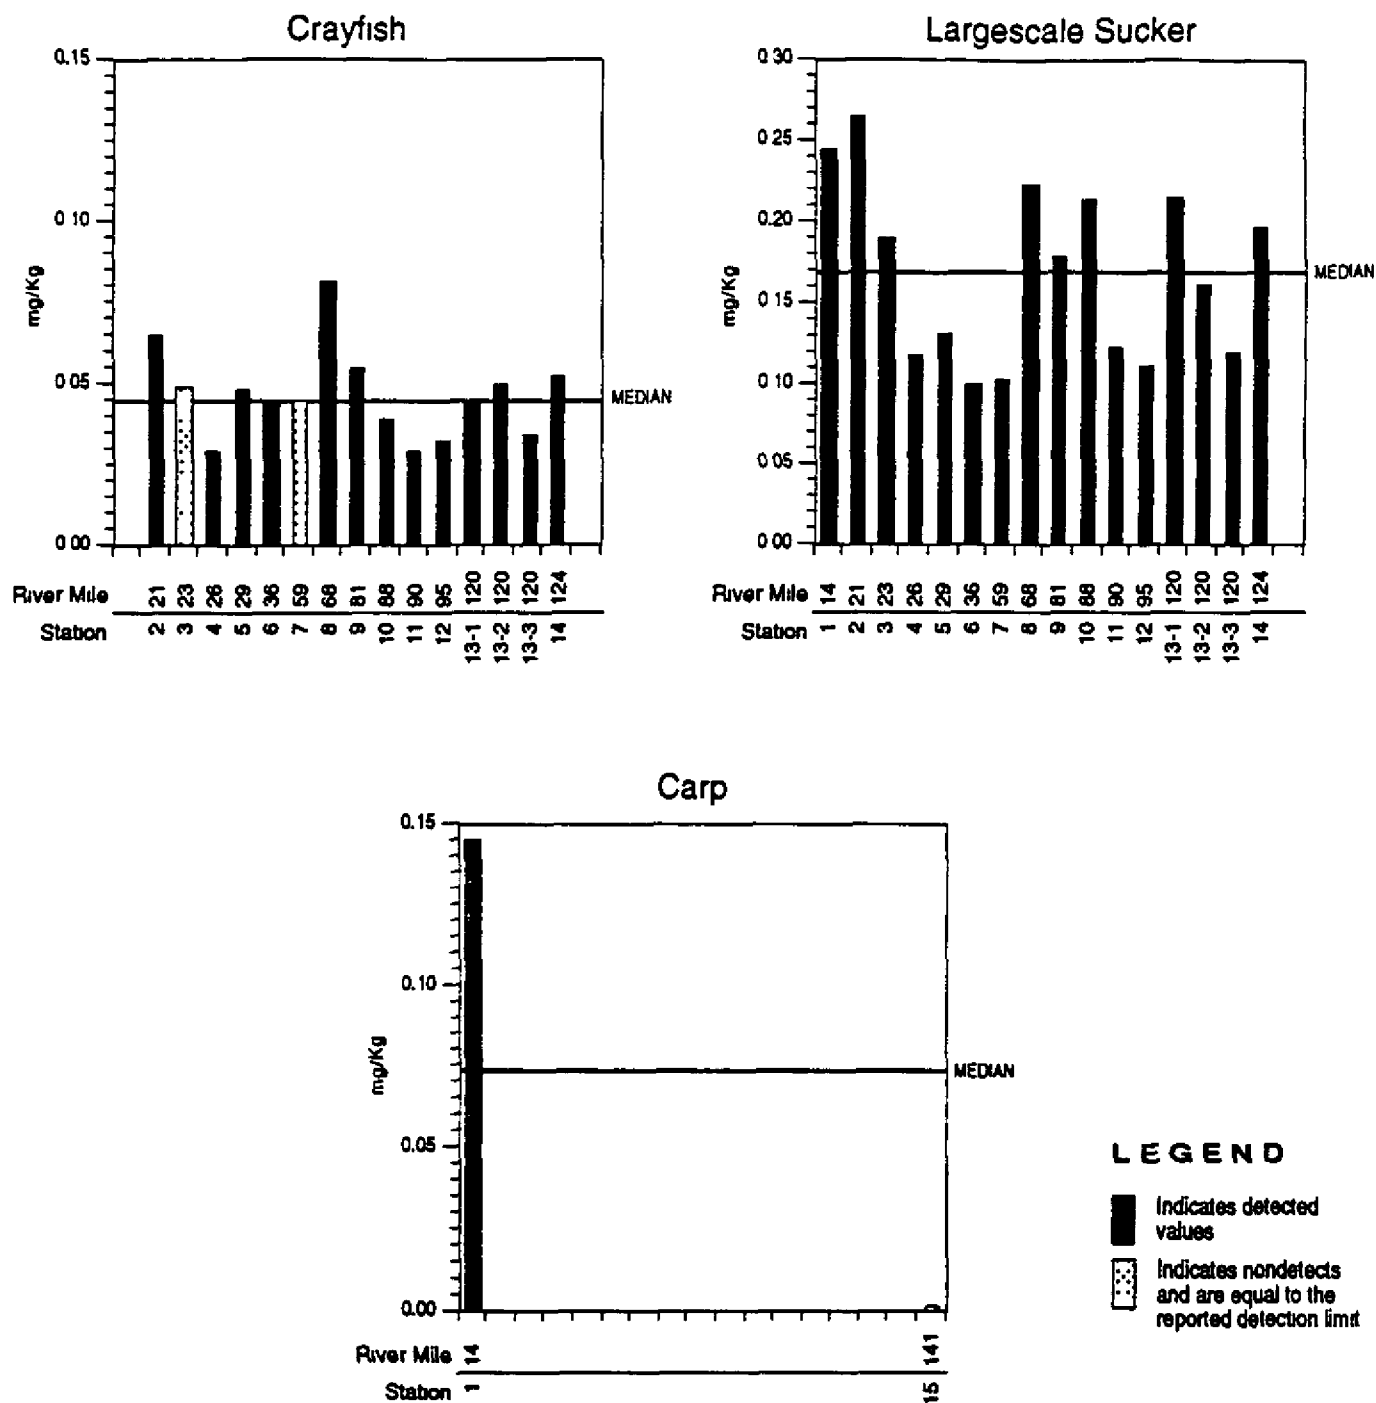 Crayfish
0.15
0.10
0.05
0.00
mg/Kg
MEDIAN
River Mile 21 23 26 29 36 59 68 81 88 90 95 120 120 120 124
Station 2 3 4 5 6 7 8 9 10 11 12 13-1 13-2 13-3 14
Largescale Sucker
0.30
0.25
0.20
0.15
0.10
0.05
0.00
mg/Kg
MEDIAN
River Mile 14 21 23 26 29 36 59 68 81 88 90 95 120 120 120 124
Station 1 2 3 4 5 6 7 8 9 10 11 12 13-1 13-2 13-3 14
Carp
0.15
0.10
0.05
0.00
mg/Kg
MEDIAN
0
River Mile 14 141
Station 1 15
LEGEND
Indicates detected
values
Indicates nondetects
and are equal to the
reported detection limit